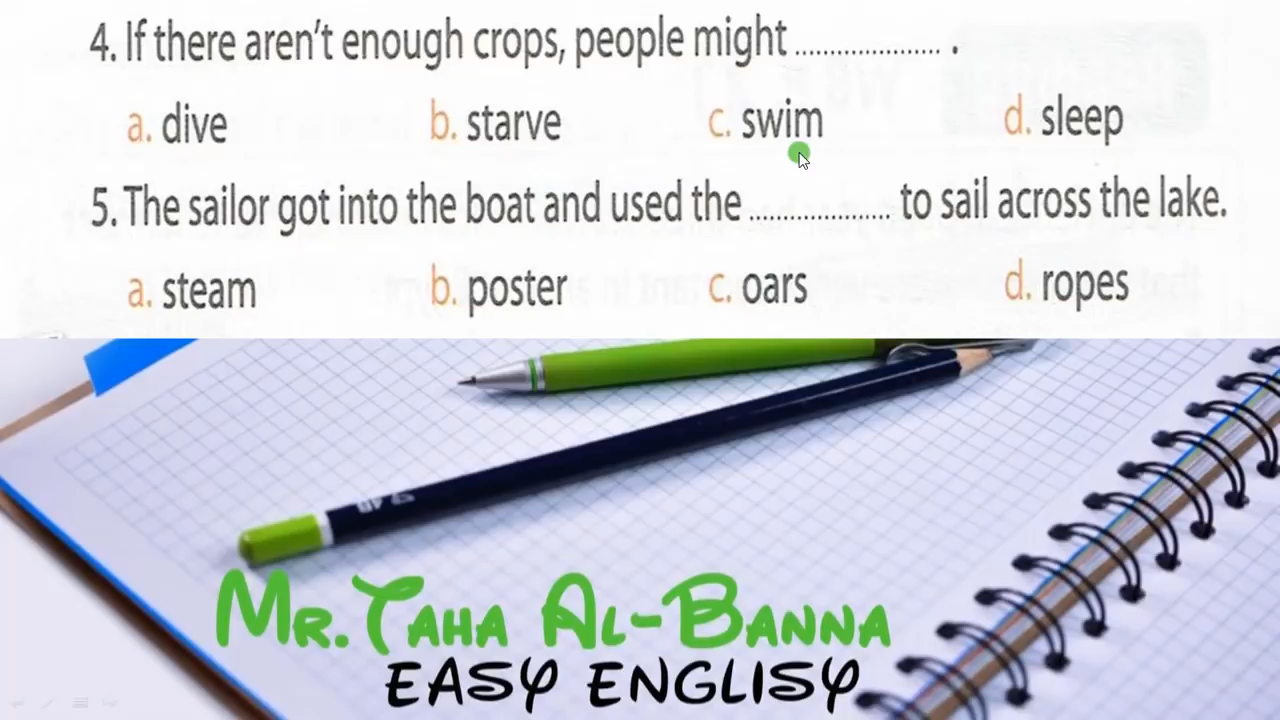 4. If there aren't enough crops, people might ..................... .
a. dive b. starve c. swim d. sleep
5. The sailor got into the boat and used the ..................... to sail across the lake.
a. steam b. poster c. oars d. ropes
Mr. Taha Al-Banna
EASY ENGLISY